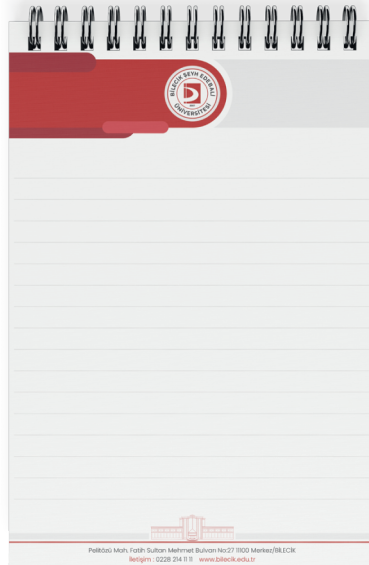 BİLECİK ŞEYH EDEBALİ
ÜNİVERSİTESİ
Pelitözü Mah. Fatih Sultan Mehmet Bulvarı No:27 11100 Merkez/BİLECİK
İletişim : 0228 214 11 11 www.bilecik.edu.tr